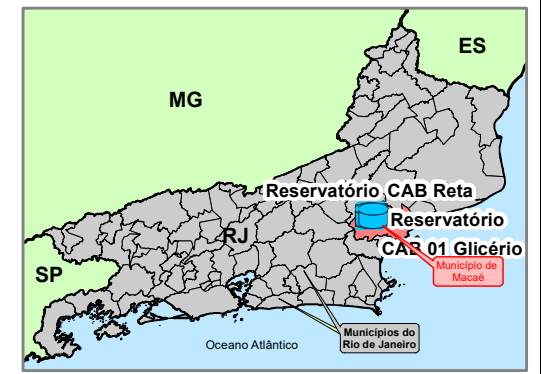 ES
MG
Reservatório CAB Reta
Reservatório
RJ
CAB 01 Glicério
SP
Município de
Macaé
Municípios do
Rio de Janeiro
Oceano Atlântico